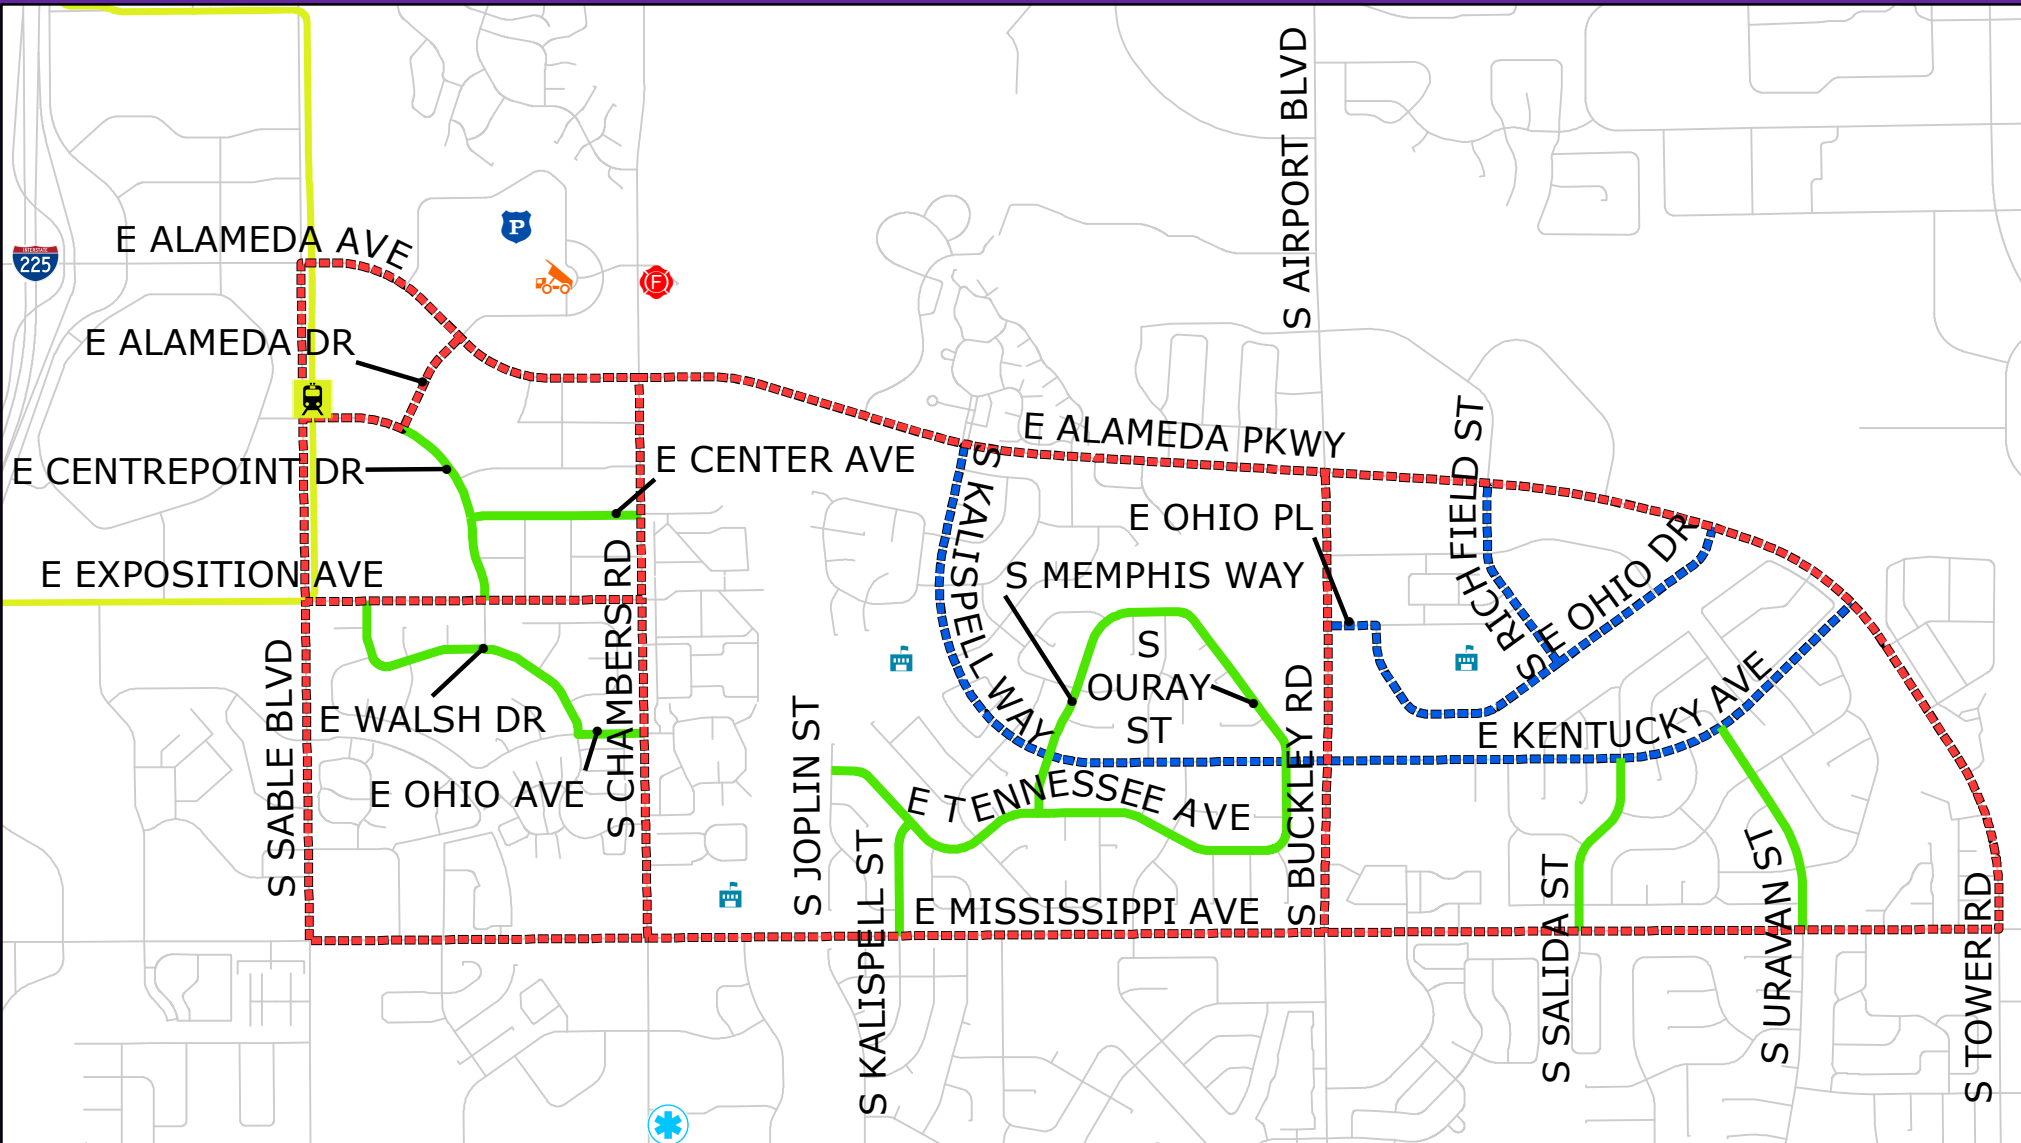 S AIRPORT BLVD
P
E ALAMEDA AVE
INTERSTATE
225
F
E ALAMEDA DR
E ALAMEDA PKWY
S RICHFIELD ST
E CENTER AVE
E CENTREPOINT DR
S KALISPELL WAY
E OHIO PL
E OHIO DR
E EXPOSITION AVE
S MEMPHIS WAY
S CHAMBERS RD
S
OURAY
ST
S SABLE BLVD
E WALSH DR
E KENTUCKY AVE
S BUCKLEY RD
S JOPLIN ST
E OHIO AVE
E TENNESSEE AVE
S KALISPELL ST
E MISSISSIPPI AVE
S SALIDA ST
S URAVAN ST
S TOWER RD